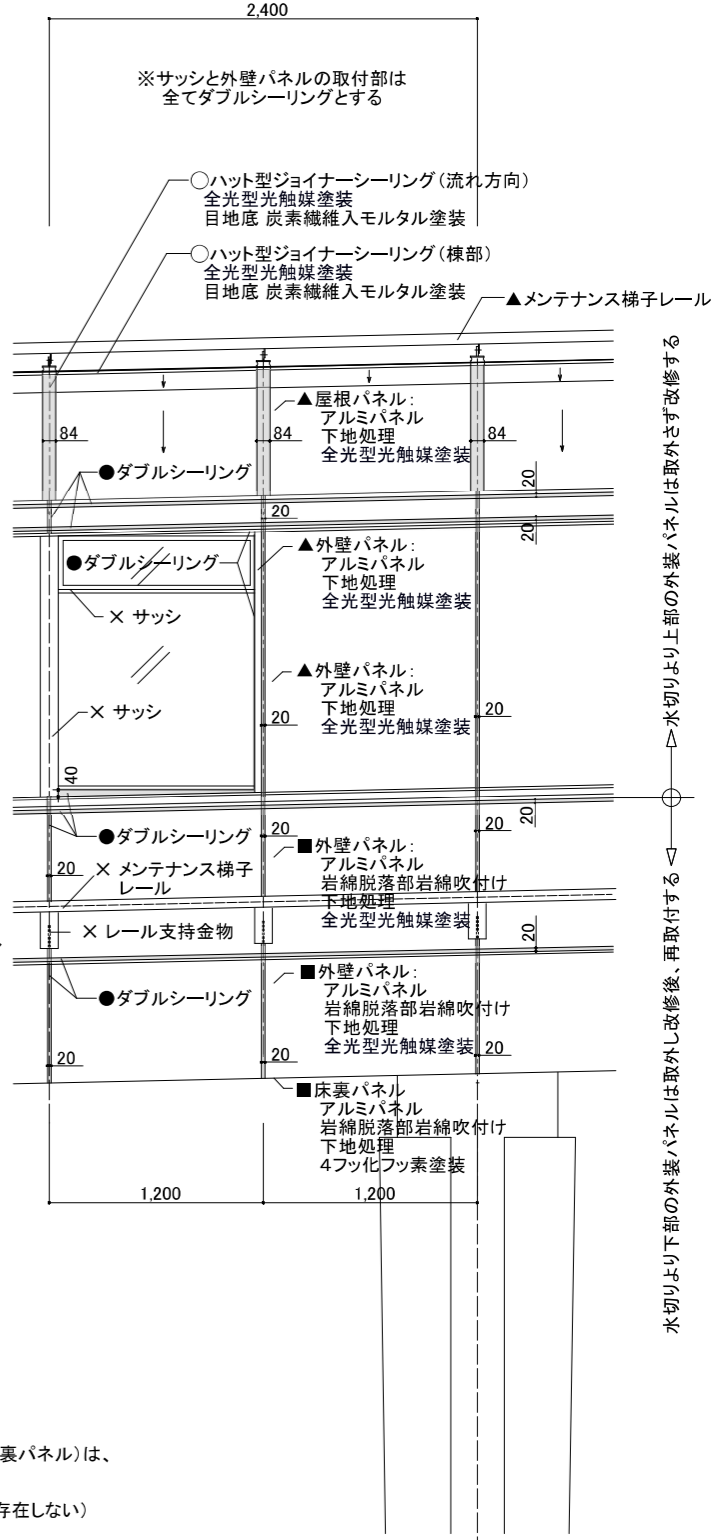 2,400
※サッシと外壁パネルの取付部は
全てダブルシーリングとする
○ハット型ジョイナーシーリング(流れ方向)
全光型光触媒塗装
目地底 炭素繊維入モルタル塗装
○ハット型ジョイナーシーリング(棟部)
全光型光触媒塗装
目地底 炭素繊維入モルタル塗装
▲メンテナンス梯子レール
▲屋根パネル:
アルミパネル
下地処理
全光型光触媒塗装
84
84
84
●ダブルシーリング
20
20
20
●ダブルシーリング
▲外壁パネル:
アルミパネル
下地処理
全光型光触媒塗装
× サッシ
▲外壁パネル:
アルミパネル
下地処理
全光型光触媒塗装
× サッシ
20
20
40
●ダブルシーリング
20
20
20
■外壁パネル:
アルミパネル
岩綿脱落部岩綿吹付け
下地処理
全光型光触媒塗装
20
× メンテナンス梯子
レール
× レール支持金物
20
●ダブルシーリング
■外壁パネル:
アルミパネル
岩綿脱落部岩綿吹付け
下地処理
全光型光触媒塗装
20
20
20
■床裏パネル
アルミパネル
岩綿脱落部岩綿吹付け
下地処理
4フッ化フッ素塗装
1,200
1,200
水切りより上部の外装パネルは取外さず改修する
水切りより下部の外装パネルは取外し改修後、再取付する
裏パネル)は、
存在しない)